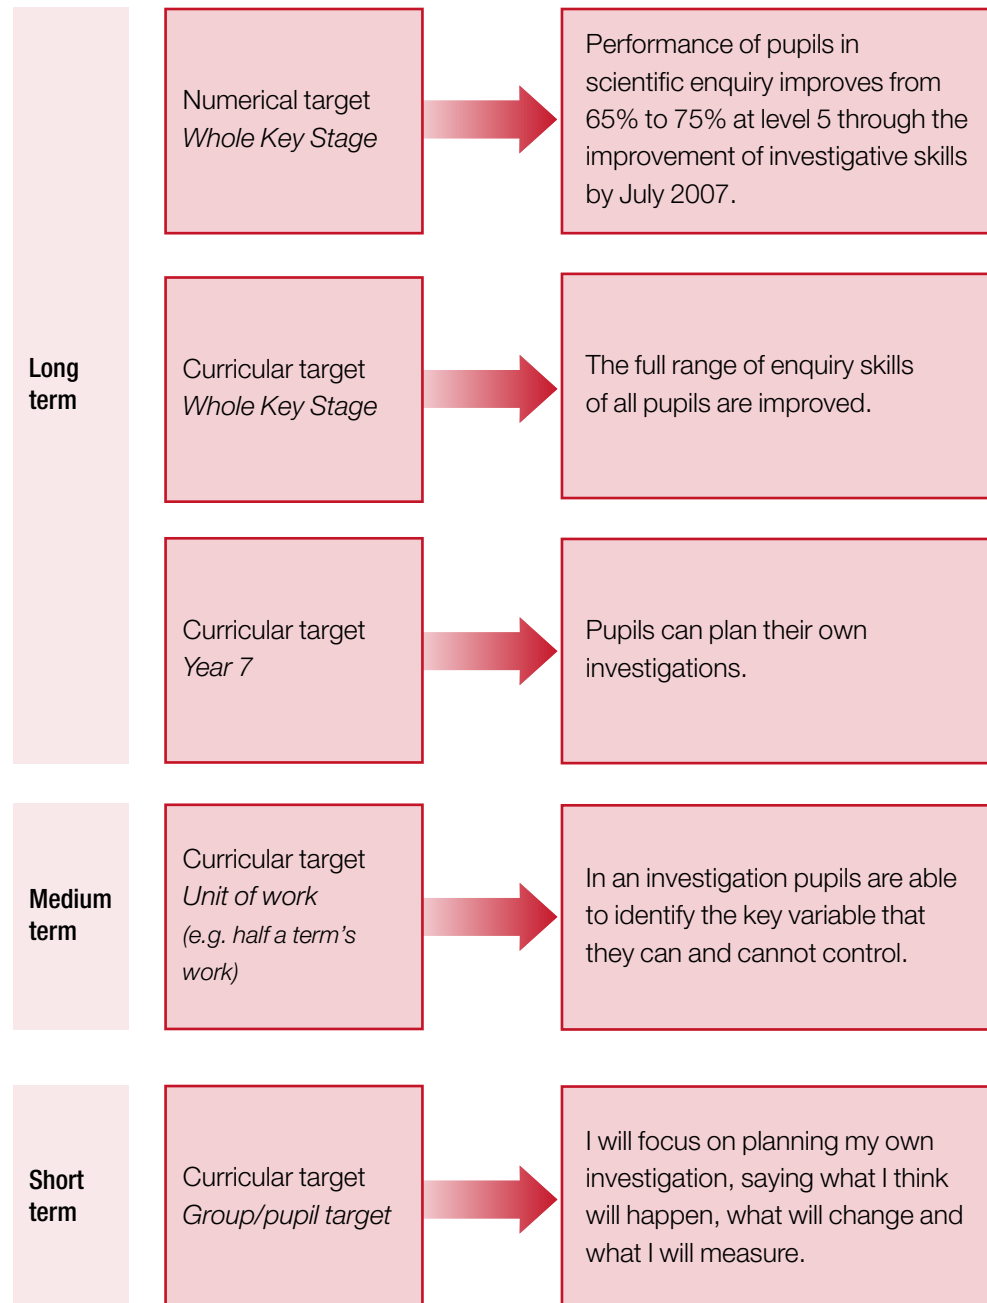 Numerical target
Whole Key Stage
Performance of pupils in
scientific enquiry improves from
65% to 75% at level 5 through the
improvement of investigative skills
by July 2007.
Long
term
Curricular target
Whole Key Stage
The full range of enquiry skills
of all pupils are improved.
Curricular target
Year 7
Pupils can plan their own
investigations.
Medium
term
Curricular target
Unit of work
(e.g. half a term’s
work)
In an investigation pupils are able
to identify the key variable that
they can and cannot control.
Short
term
Curricular target
Group/pupil target
I will focus on planning my own
investigation, saying what I think
will happen, what will change and
what I will measure.